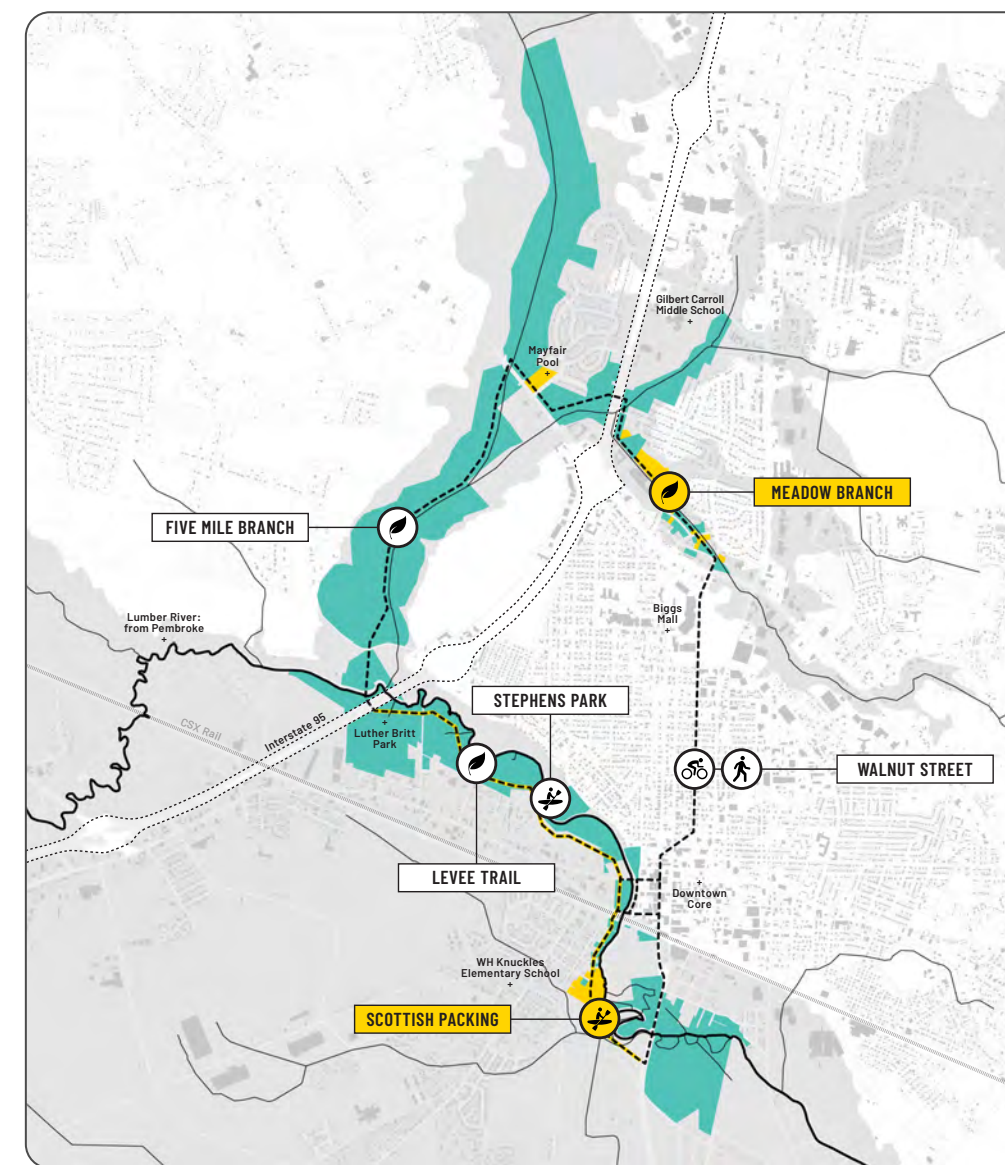 Gilbert Carroll
Middle School
+
Mayfair
Pool
+
MEADOW BRANCH
FIVE MILE BRANCH
Lumber River:
from Pembroke
+
Biggs
Mall
+
STEPHENS PARK
CSX Rail
Interstate 95
+
Luther Britt
Park
WALNUT STREET
LEVEE TRAIL
+
Downtown
Core
WH Knuckles
Elementary School
+
SCOTTISH PACKING